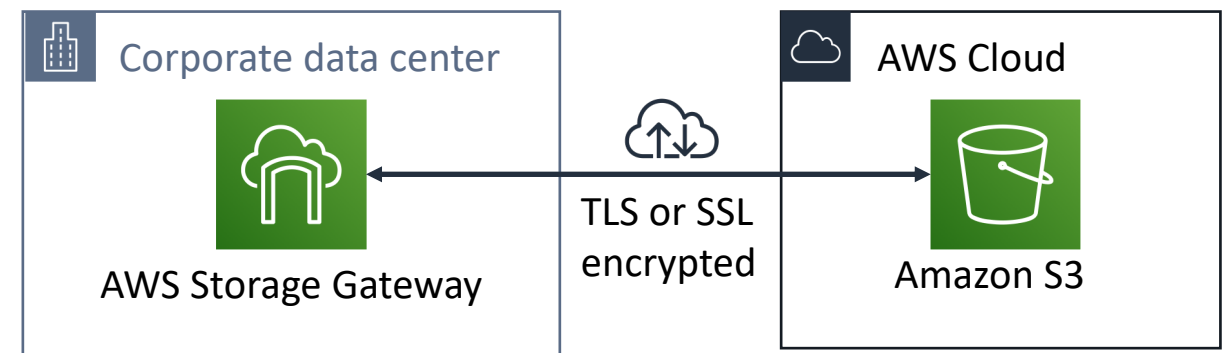 Corporate data center
AWS Cloud
TLS or SSL
encrypted
AWS Storage Gateway
Amazon S3